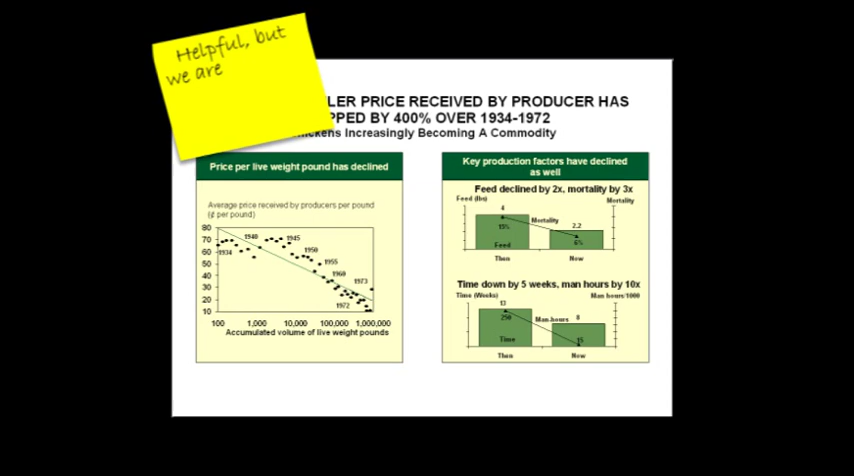 Helpful, but
we are
LER PRICE RECEIVED BY PRODUCER HAS
PPED BY 400% OVER 1934-1972
ickens Increasingly Becoming A Commodity
Price per live weight pound has declined
Average price received by producers per pound
(¢ per pound)
80
70
60
50
40
30
20
10
1934
1940
1945
1950
1955
1960
1972
1973
100 1,000 10,000 100,000 1,000,000
Accumulated volume of live weight pounds
Key production factors have declined
as well
Feed declined by 2x, mortality by 3x
Feed (lbs) Mortality
4
Mortality
2.2
15%
6%
Feed
Then Now
Time down by 5 weeks, man hours by 10x
Time (Weeks) Man hours/1000
13
250
Man-hours
8
Time
15
Then Now